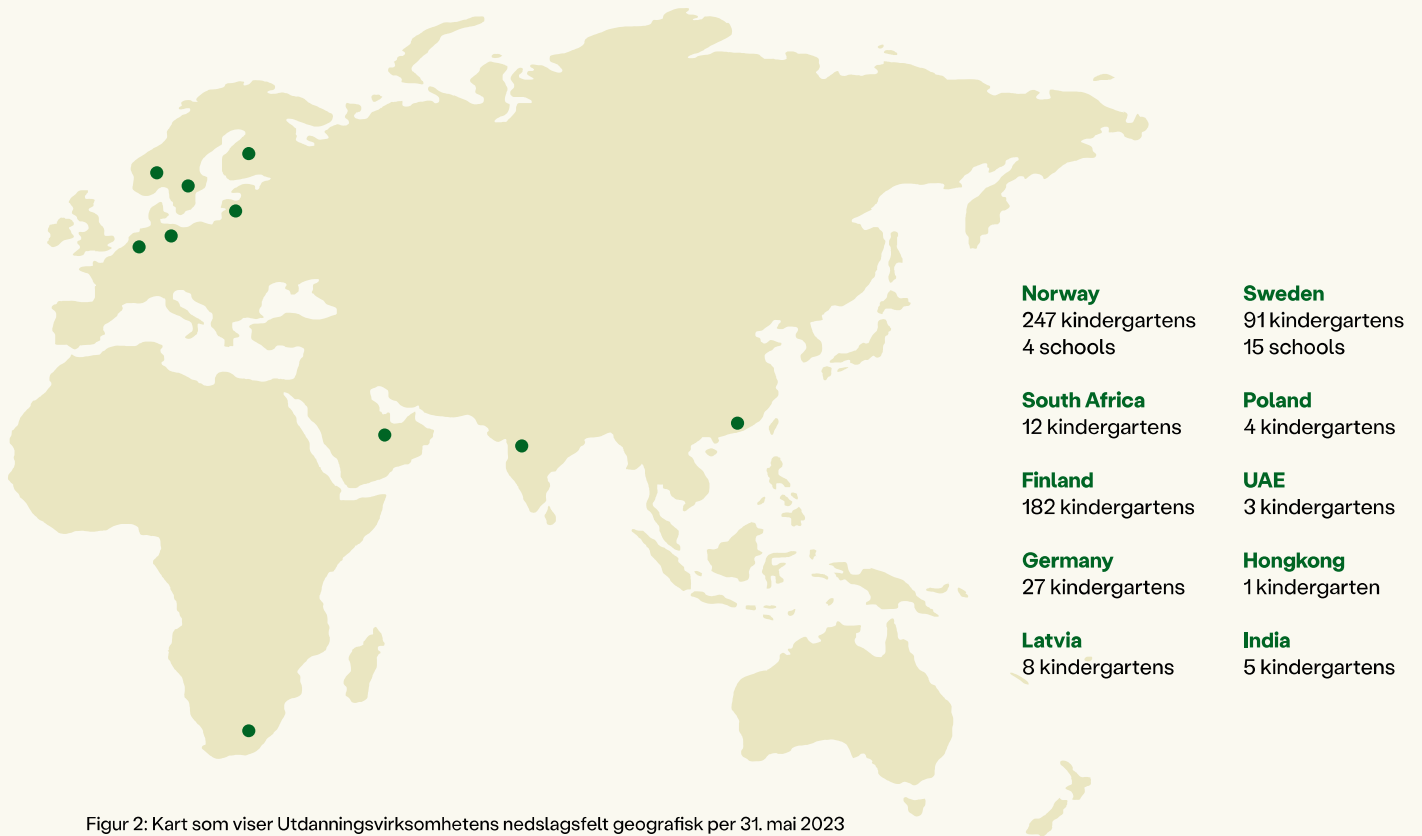 Norway
247 kindergartens
4 schools
Sweden
91 kindergartens
15 schools
South Africa
12 kindergartens
Poland
4 kindergartens
Finland
182 kindergartens
UAE
3 kindergartens
Germany
27 kindergartens
Hongkong
1 kindergarten
Latvia
8 kindergartens
India
5 kindergartens
Figur 2: Kart som viser Utdanningsvirksomhetens nedslagsfelt geografisk per 31. mai 2023